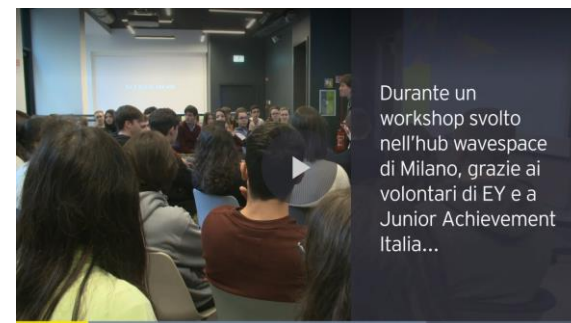 Durante un
workshop svolto
nell'hub wavespace
di Milano, grazie ai
volontari di EY e a
Junior Achievement
Italia...